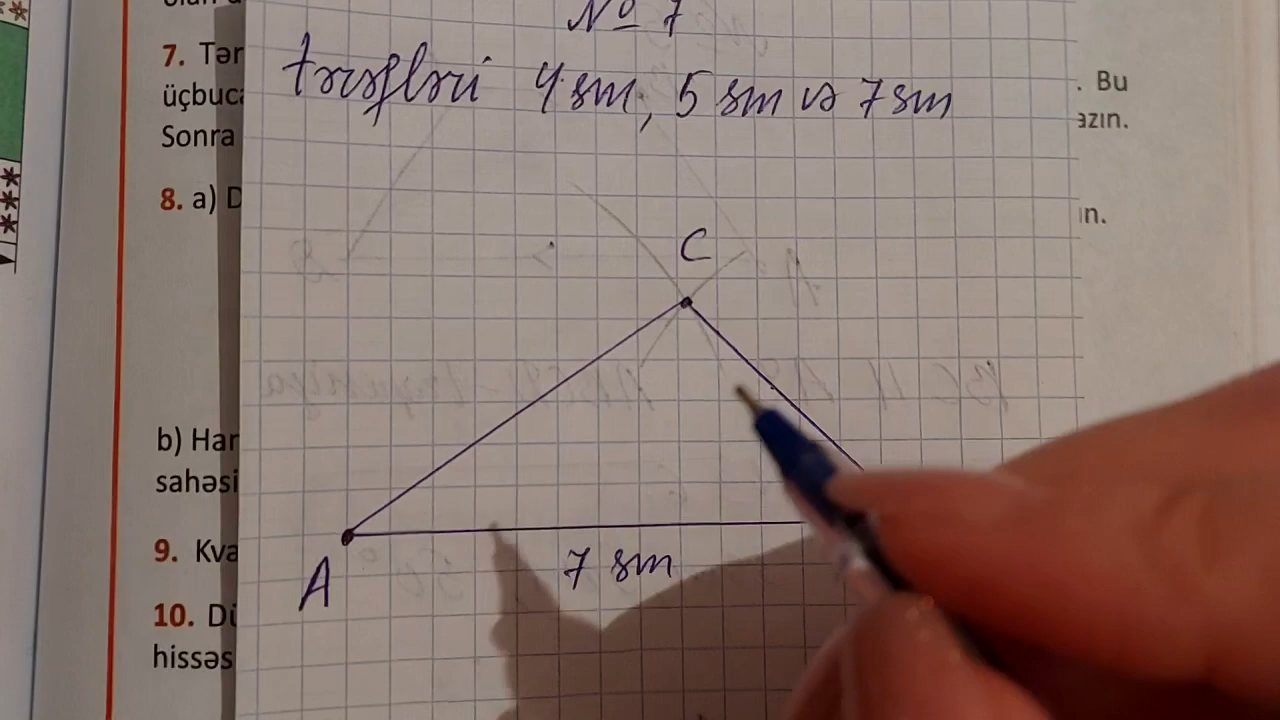 № 7
tərəfləri 4 sm, 5 sm və 7 sm
7. Tər
üçbuc
Sonra
8. a) D
. Bu
azın.
ın.
C
A
7 sm
b) Har
sahəsi
9. Kva
10. Dü
hissəs